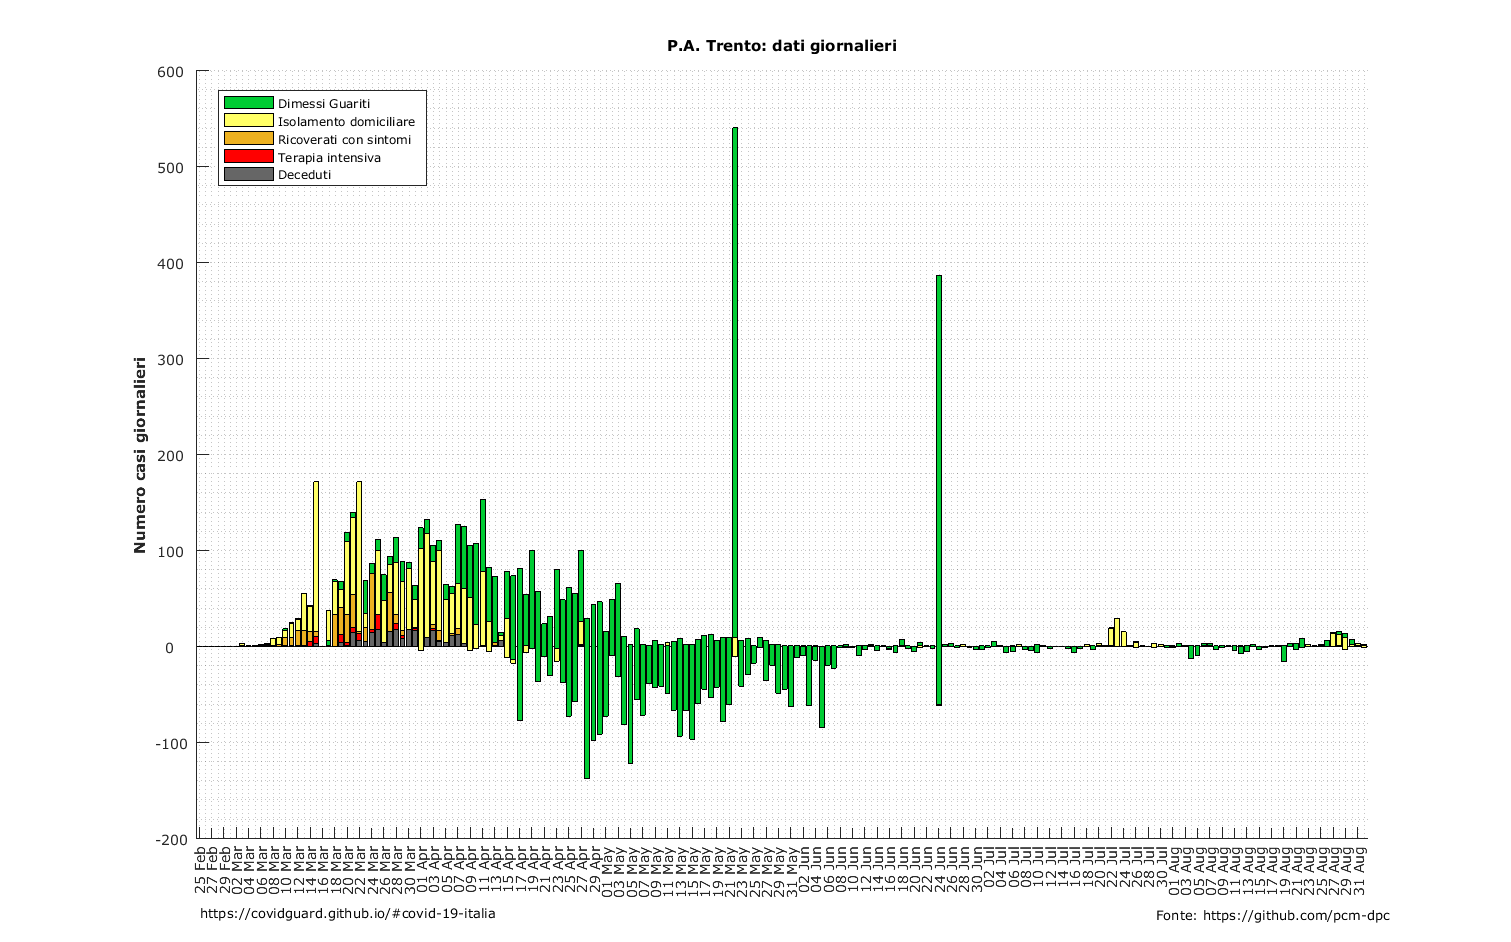 P.A. Trento: dati giornalieri
600
500
400
300
200
100
0
-100
-200
Numero casi giornalieri
Dimessi Guariti
Isolamento domiciliare
Ricoverati con sintomi
Terapia intensiva
Deceduti
25 Feb
27 Feb
29 Feb
02 Mar
04 Mar
06 Mar
08 Mar
10 Mar
12 Mar
14 Mar
16 Mar
18 Mar
20 Mar
22 Mar
24 Mar
26 Mar
28 Mar
30 Mar
01 Apr
03 Apr
05 Apr
07 Apr
09 Apr
11 Apr
13 Apr
15 Apr
17 Apr
19 Apr
21 Apr
23 Apr
25 Apr
27 Apr
29 Apr
01 May
03 May
05 May
07 May
09 May
11 May
13 May
15 May
17 May
19 May
21 May
23 May
25 May
27 May
29 May
31 May
02 Jun
04 Jun
06 Jun
08 Jun
10 Jun
12 Jun
14 Jun
16 Jun
18 Jun
20 Jun
22 Jun
24 Jun
26 Jun
28 Jun
30 Jun
02 Jul
04 Jul
06 Jul
08 Jul
10 Jul
12 Jul
14 Jul
16 Jul
18 Jul
20 Jul
22 Jul
24 Jul
26 Jul
28 Jul
30 Jul
01 Aug
03 Aug
05 Aug
07 Aug
09 Aug
11 Aug
13 Aug
15 Aug
17 Aug
19 Aug
21 Aug
23 Aug
25 Aug
27 Aug
29 Aug
31 Aug
https://covidguard.github.io/#covid-19-italia
Fonte: https://github.com/pcm-dpc